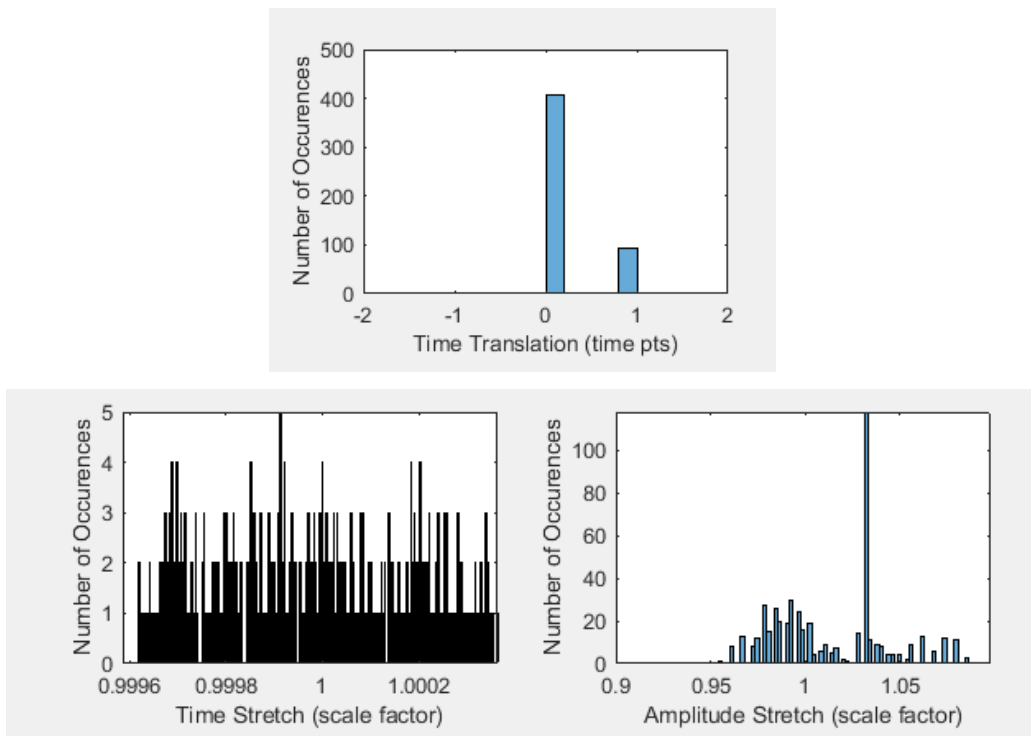 500
400
300
200
100
0
Number of Occurences
-2 -1 0 1 2
Time Translation (time pts)
5
4
3
2
1
0
Number of Occurences
0.9996 0.9998 1 1.0002
Time Stretch (scale factor)
100
80
60
40
20
0
Number of Occurences
0.9 0.95 1 1.05
Amplitude Stretch (scale factor)